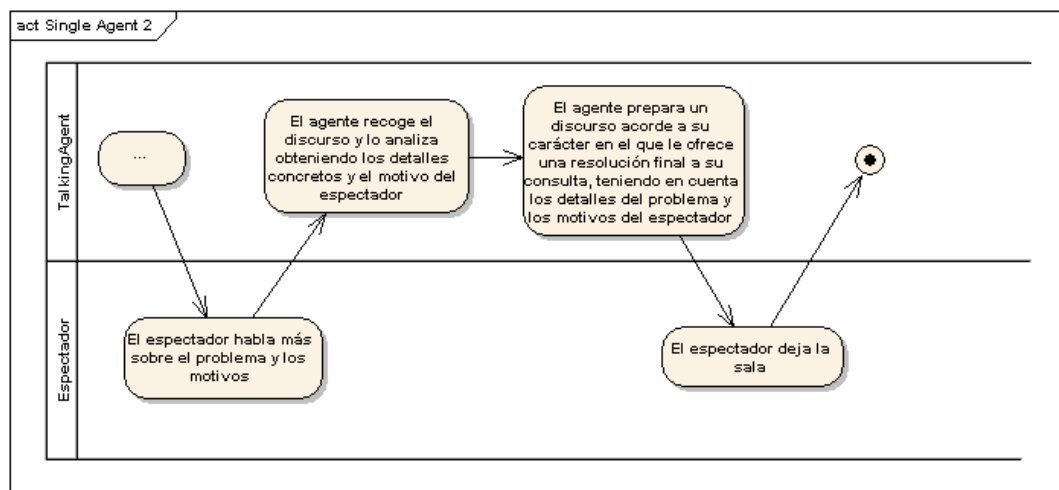 act Single Agent 2
TalkingAgent
...
El agente recoge el
discurso y lo analiza
obteniendo los detalles
concretos y el motivo del
espectador
El agente prepara un
discurso acorde a su
carácter en el que le ofrece
una resolución final a su
consulta, teniendo en cuenta
los detalles del problema y
los motivos del espectador
Espectador
El espectador habla más
sobre el problema y los
motivos
El espectador deja la
sala